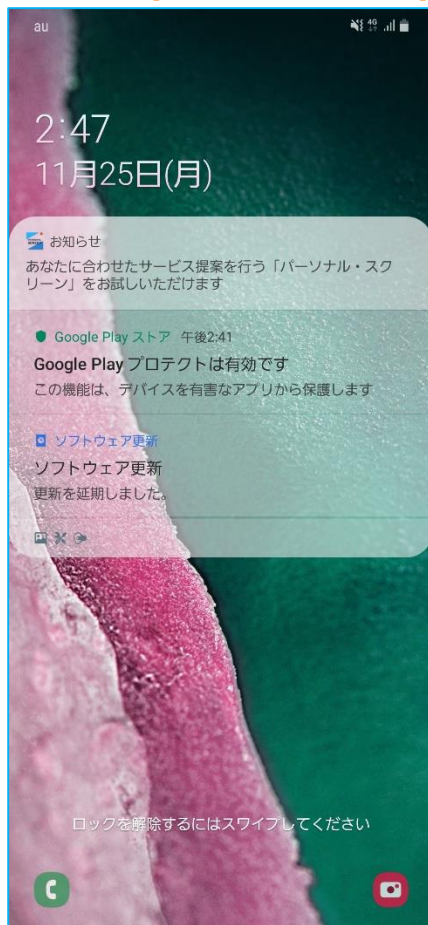 au
4G
2:47
11月25日(月)
お知らせ
あなたに合わせたサービス提案を行う「パーソナル・スク
リーン」をお試しいただけます
Google Play ストア 午後2:41
Google Play プロテクトは有効です
この機能は、デバイスを有害なアプリから保護します
ソフトウェア更新
ソフトウェア更新
更新を延期しました。
ロックを解除するにはスワイプしてください